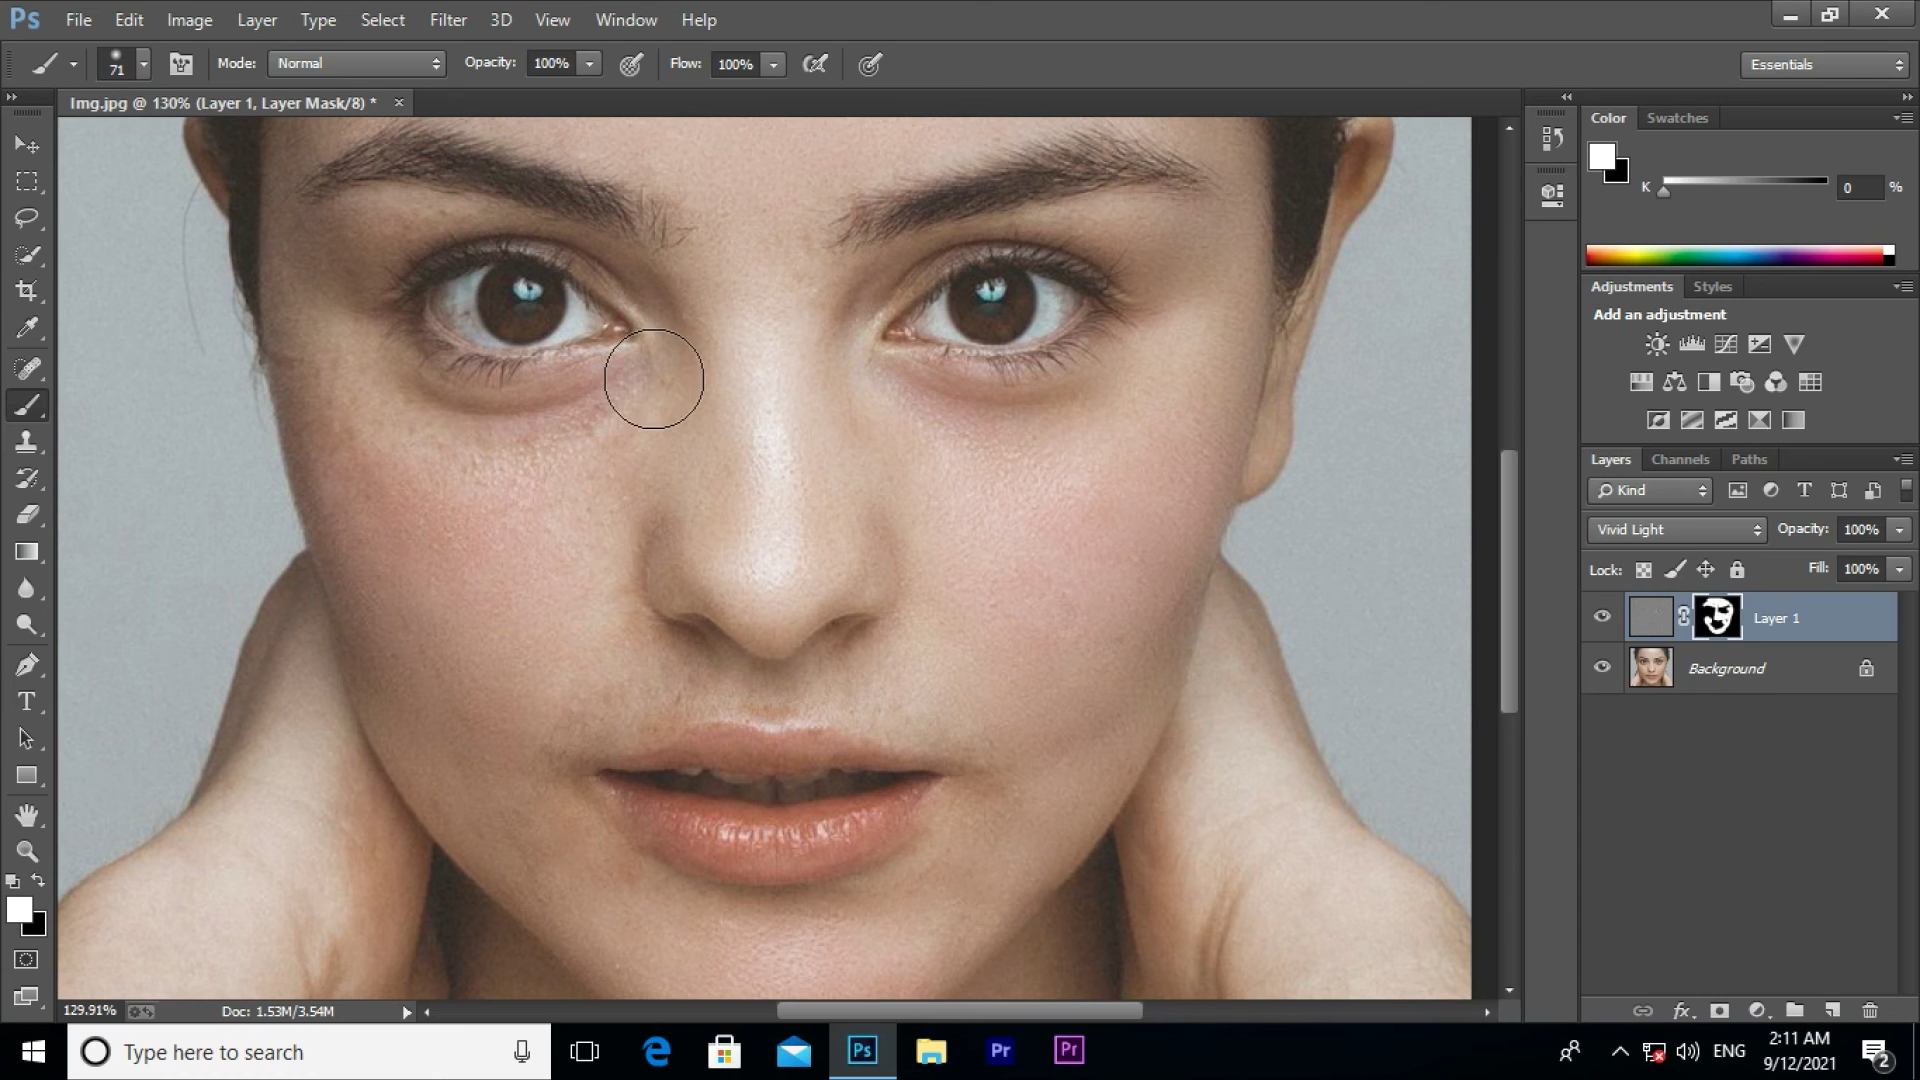 Ps File Edit Image Layer Type Select Filter 3D View Window Help
71 Mode: Normal Opacity: 100% Flow: 100% Essentials
Img.jpg @ 130% (Layer 1, Layer Mask/8) * ×
Color Swatches
K 0 %
Adjustments Styles
Add an adjustment
Layers Channels Paths
Kind
Vivid Light Opacity: 100%
Lock: Fill: 100%
Layer 1
Background
129.91% Doc: 1.53M/3.54M
Type here to search
Ps Pr Pr
ENG
2:11 AM
9/12/2021
2